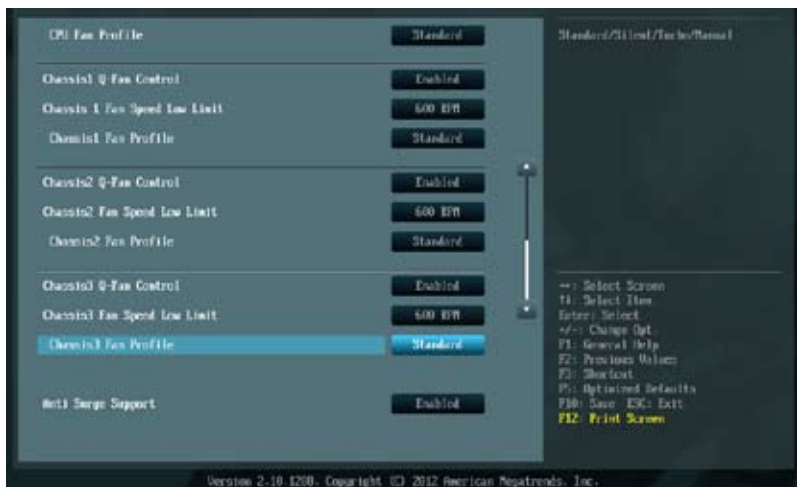 CPU Fan Profile Standard
Chassis1 Q-Fan Control Enabled
Chassis 1 Fan Speed Low Limit 600 RPM
Chassis1 Fan Profile Standard
Chassis2 Q-Fan Control Enabled
Chassis2 Fan Speed Low Limit 600 RPM
Chassis2 Fan Profile Standard
Chassis3 Q-Fan Control Enabled
Chassis3 Fan Speed Low Limit 600 RPM
Chassis3 Fan Profile Standard
Anti Surge Support Enabled
Standard/Silent/Turbo/Manual
→←: Select Screen
↑↓: Select Item
Enter: Select
+/-: Change Opt.
F1: General Help
F2: Previous Values
F3: Shortcut
F5: Optimized Defaults
F10: Save ESC: Exit
F12: Print Screen
Version 2.10.1208. Copyright (C) 2012 American Megatrends, Inc.